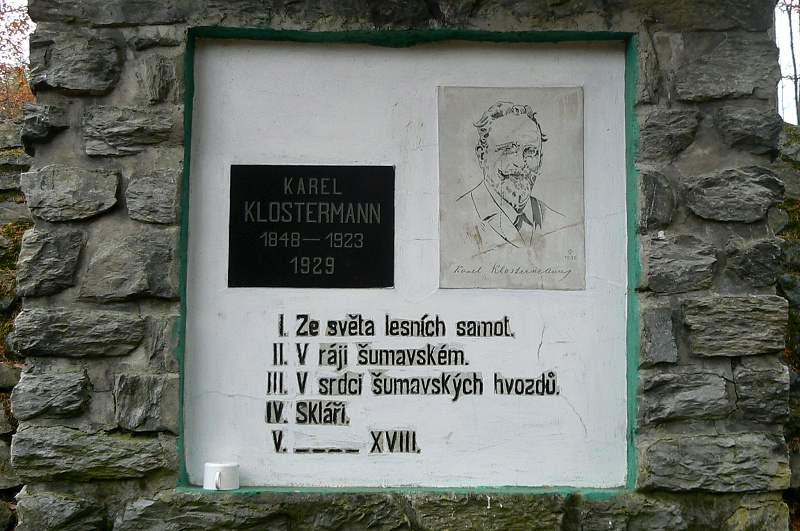 KAREL
KLOSTERMANN
1848 — 1923
1929
Karel Klostermann
I. Ze světa lesních samot.
II. V ráji šumavském.
III. V srdci šumavských hvozdů.
IV. Skláři.
V. ____ XVIII.